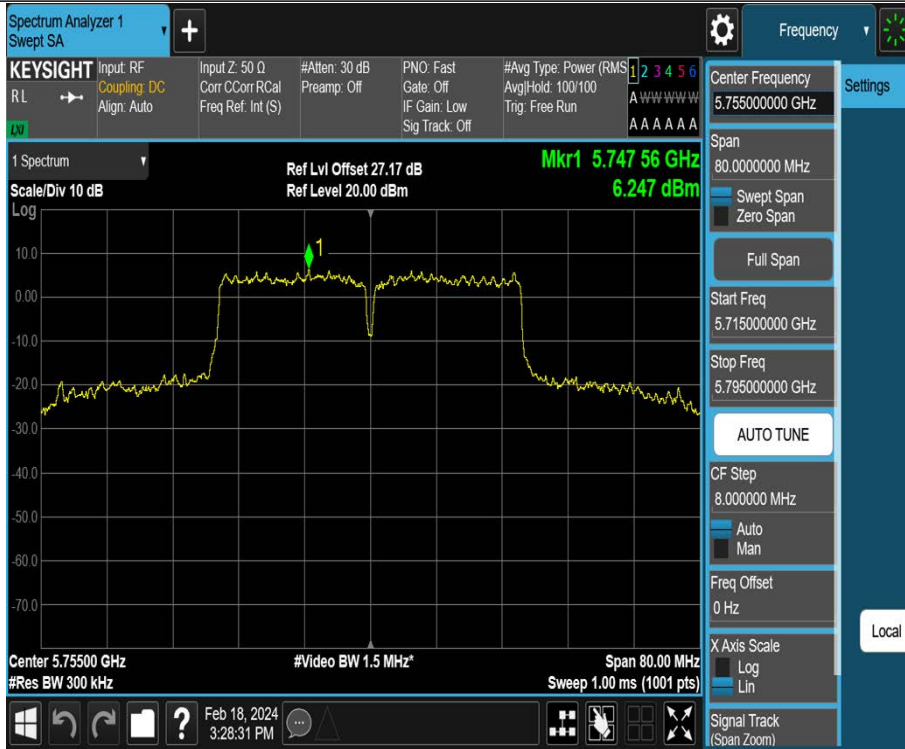 Spectrum Analyzer 1
Swept SA
+
Frequency
KEYSIGHT
R L
LXI
Input: RF
Coupling: DC
Align: Auto
Input Z: 50 Ω
Corr CCorr RCal
Freq Ref: Int (S)
#Atten: 30 dB
Preamp: Off
PNO: Fast
Gate: Off
IF Gain: Low
Sig Track: Off
#Avg Type: Power (RMS
Avg|Hold: 100/100
Trig: Free Run
1 2 3 4 5 6
A W W W W W
A A A A A A
Center Frequency
5.755000000 GHz
Settings
1 Spectrum
Scale/Div 10 dB
Log
Ref Lvl Offset 27.17 dB
Ref Level 20.00 dBm
Mkr1 5.747 56 GHz
6.247 dBm
Span
80.0000000 MHz
Swept Span
Zero Span
Full Span
Start Freq
5.715000000 GHz
Stop Freq
5.795000000 GHz
AUTO TUNE
CF Step
8.000000 MHz
Auto
Man
Freq Offset
0 Hz
X Axis Scale
Log
Lin
Signal Track
(Span Zoom)
Local
1
10.0
0.00
-10.0
-20.0
-30.0
-40.0
-50.0
-60.0
-70.0
Center 5.75500 GHz
#Res BW 300 kHz
#Video BW 1.5 MHz*
Span 80.00 MHz
Sweep 1.00 ms (1001 pts)
?
Feb 18, 2024
3:28:31 PM